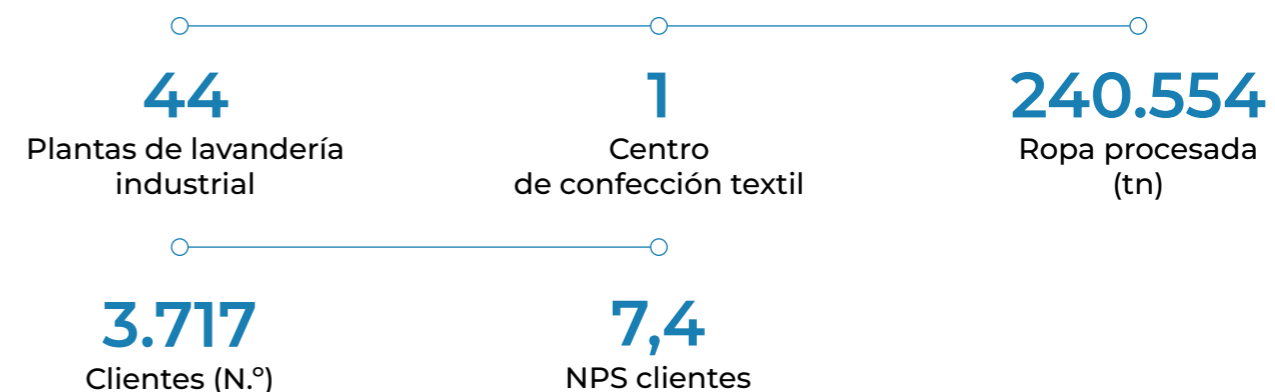 44
Plantas de lavandería
industrial
1
Centro
de confección textil
240.554
Ropa procesada
(tn)
3.717
Clientes (N.º)
7,4
NPS clientes